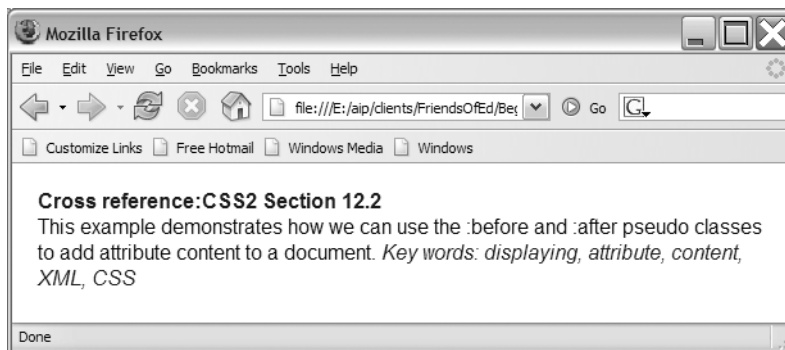 Mozilla Firefox
File Edit View Go Bookmarks Tools Help
file:///E:/aip/clients/FriendsOfEd/Beg Go G
Customize Links Free Hotmail Windows Media Windows
Cross reference:CSS2 Section 12.2
This example demonstrates how we can use the :before and :after pseudo classes
to add attribute content to a document. Key words: displaying, attribute, content,
XML, CSS
Done